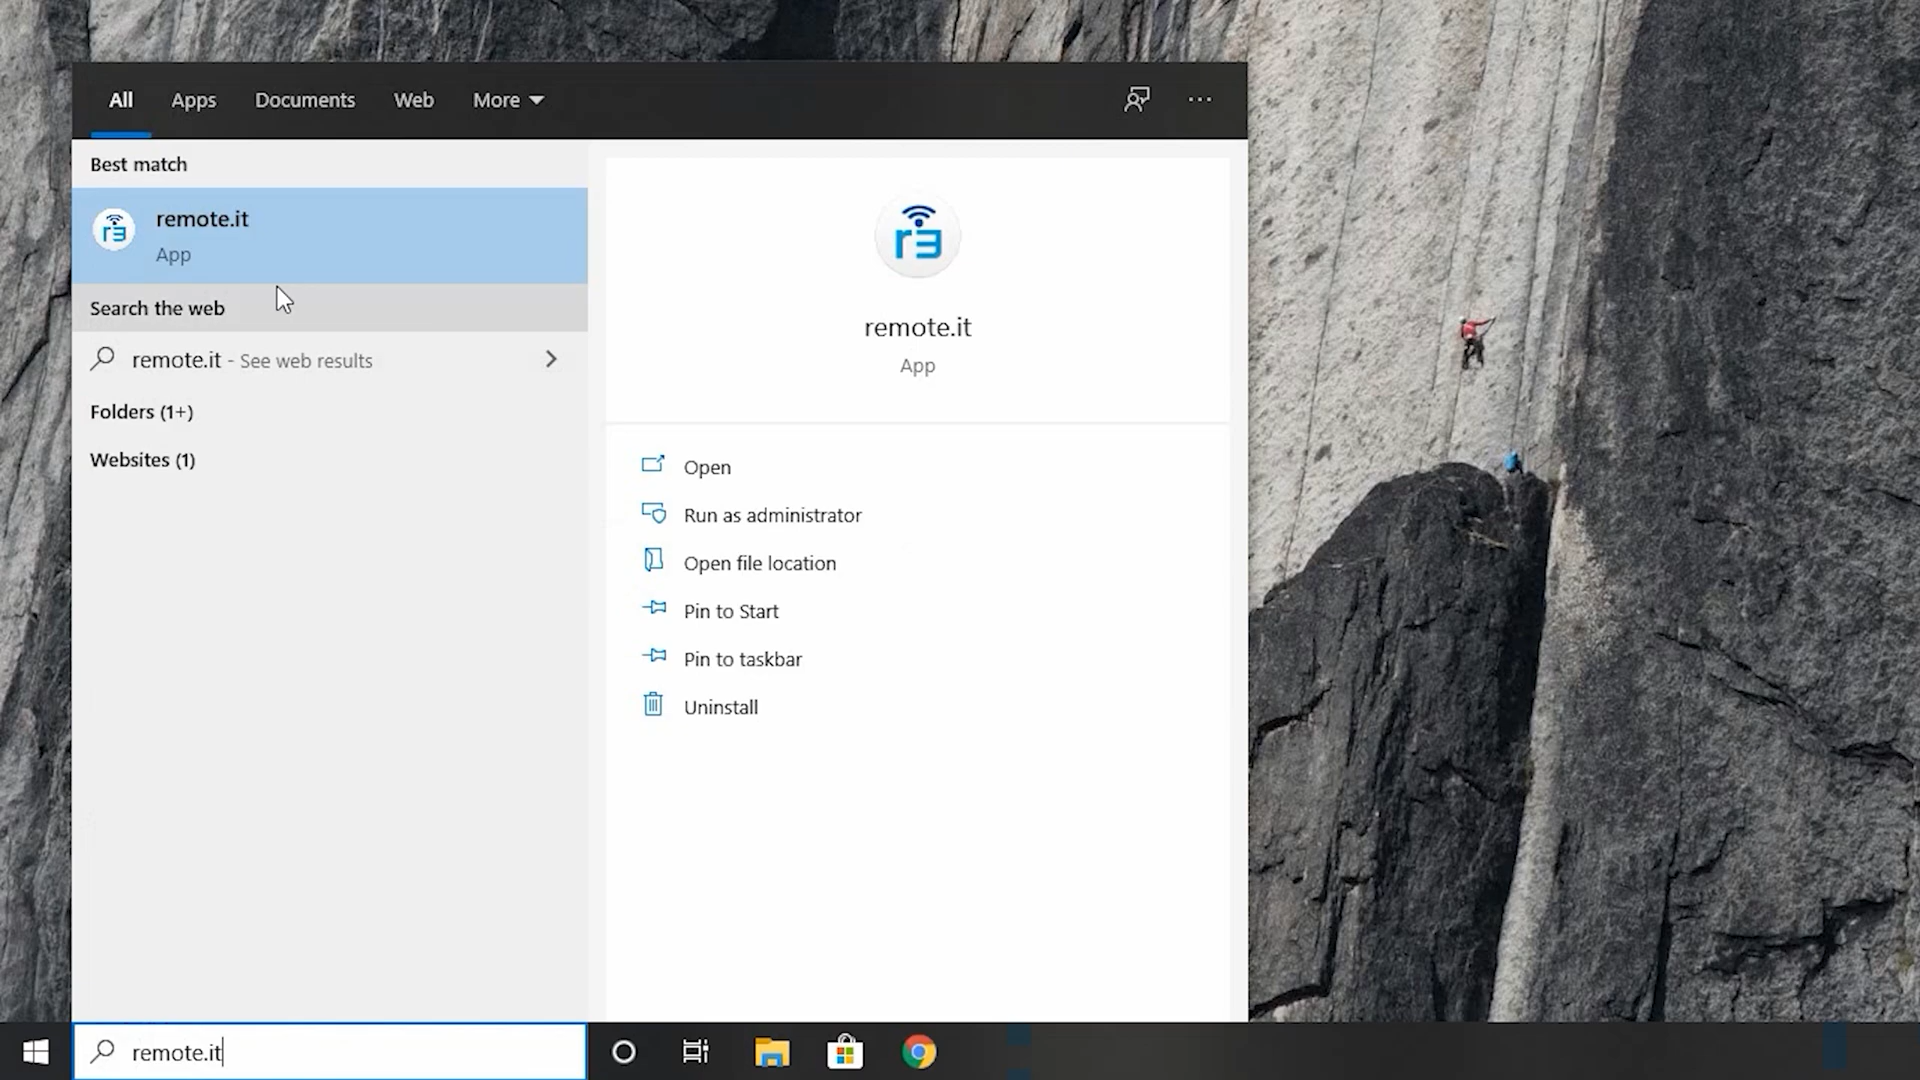 All Apps Documents Web More
Best match
remote.it
App
Search the web
remote.it - See web results
Folders (1+)
Websites (1)
remote.it
App
Open
Run as administrator
Open file location
Pin to Start
Pin to taskbar
Uninstall
remote.it